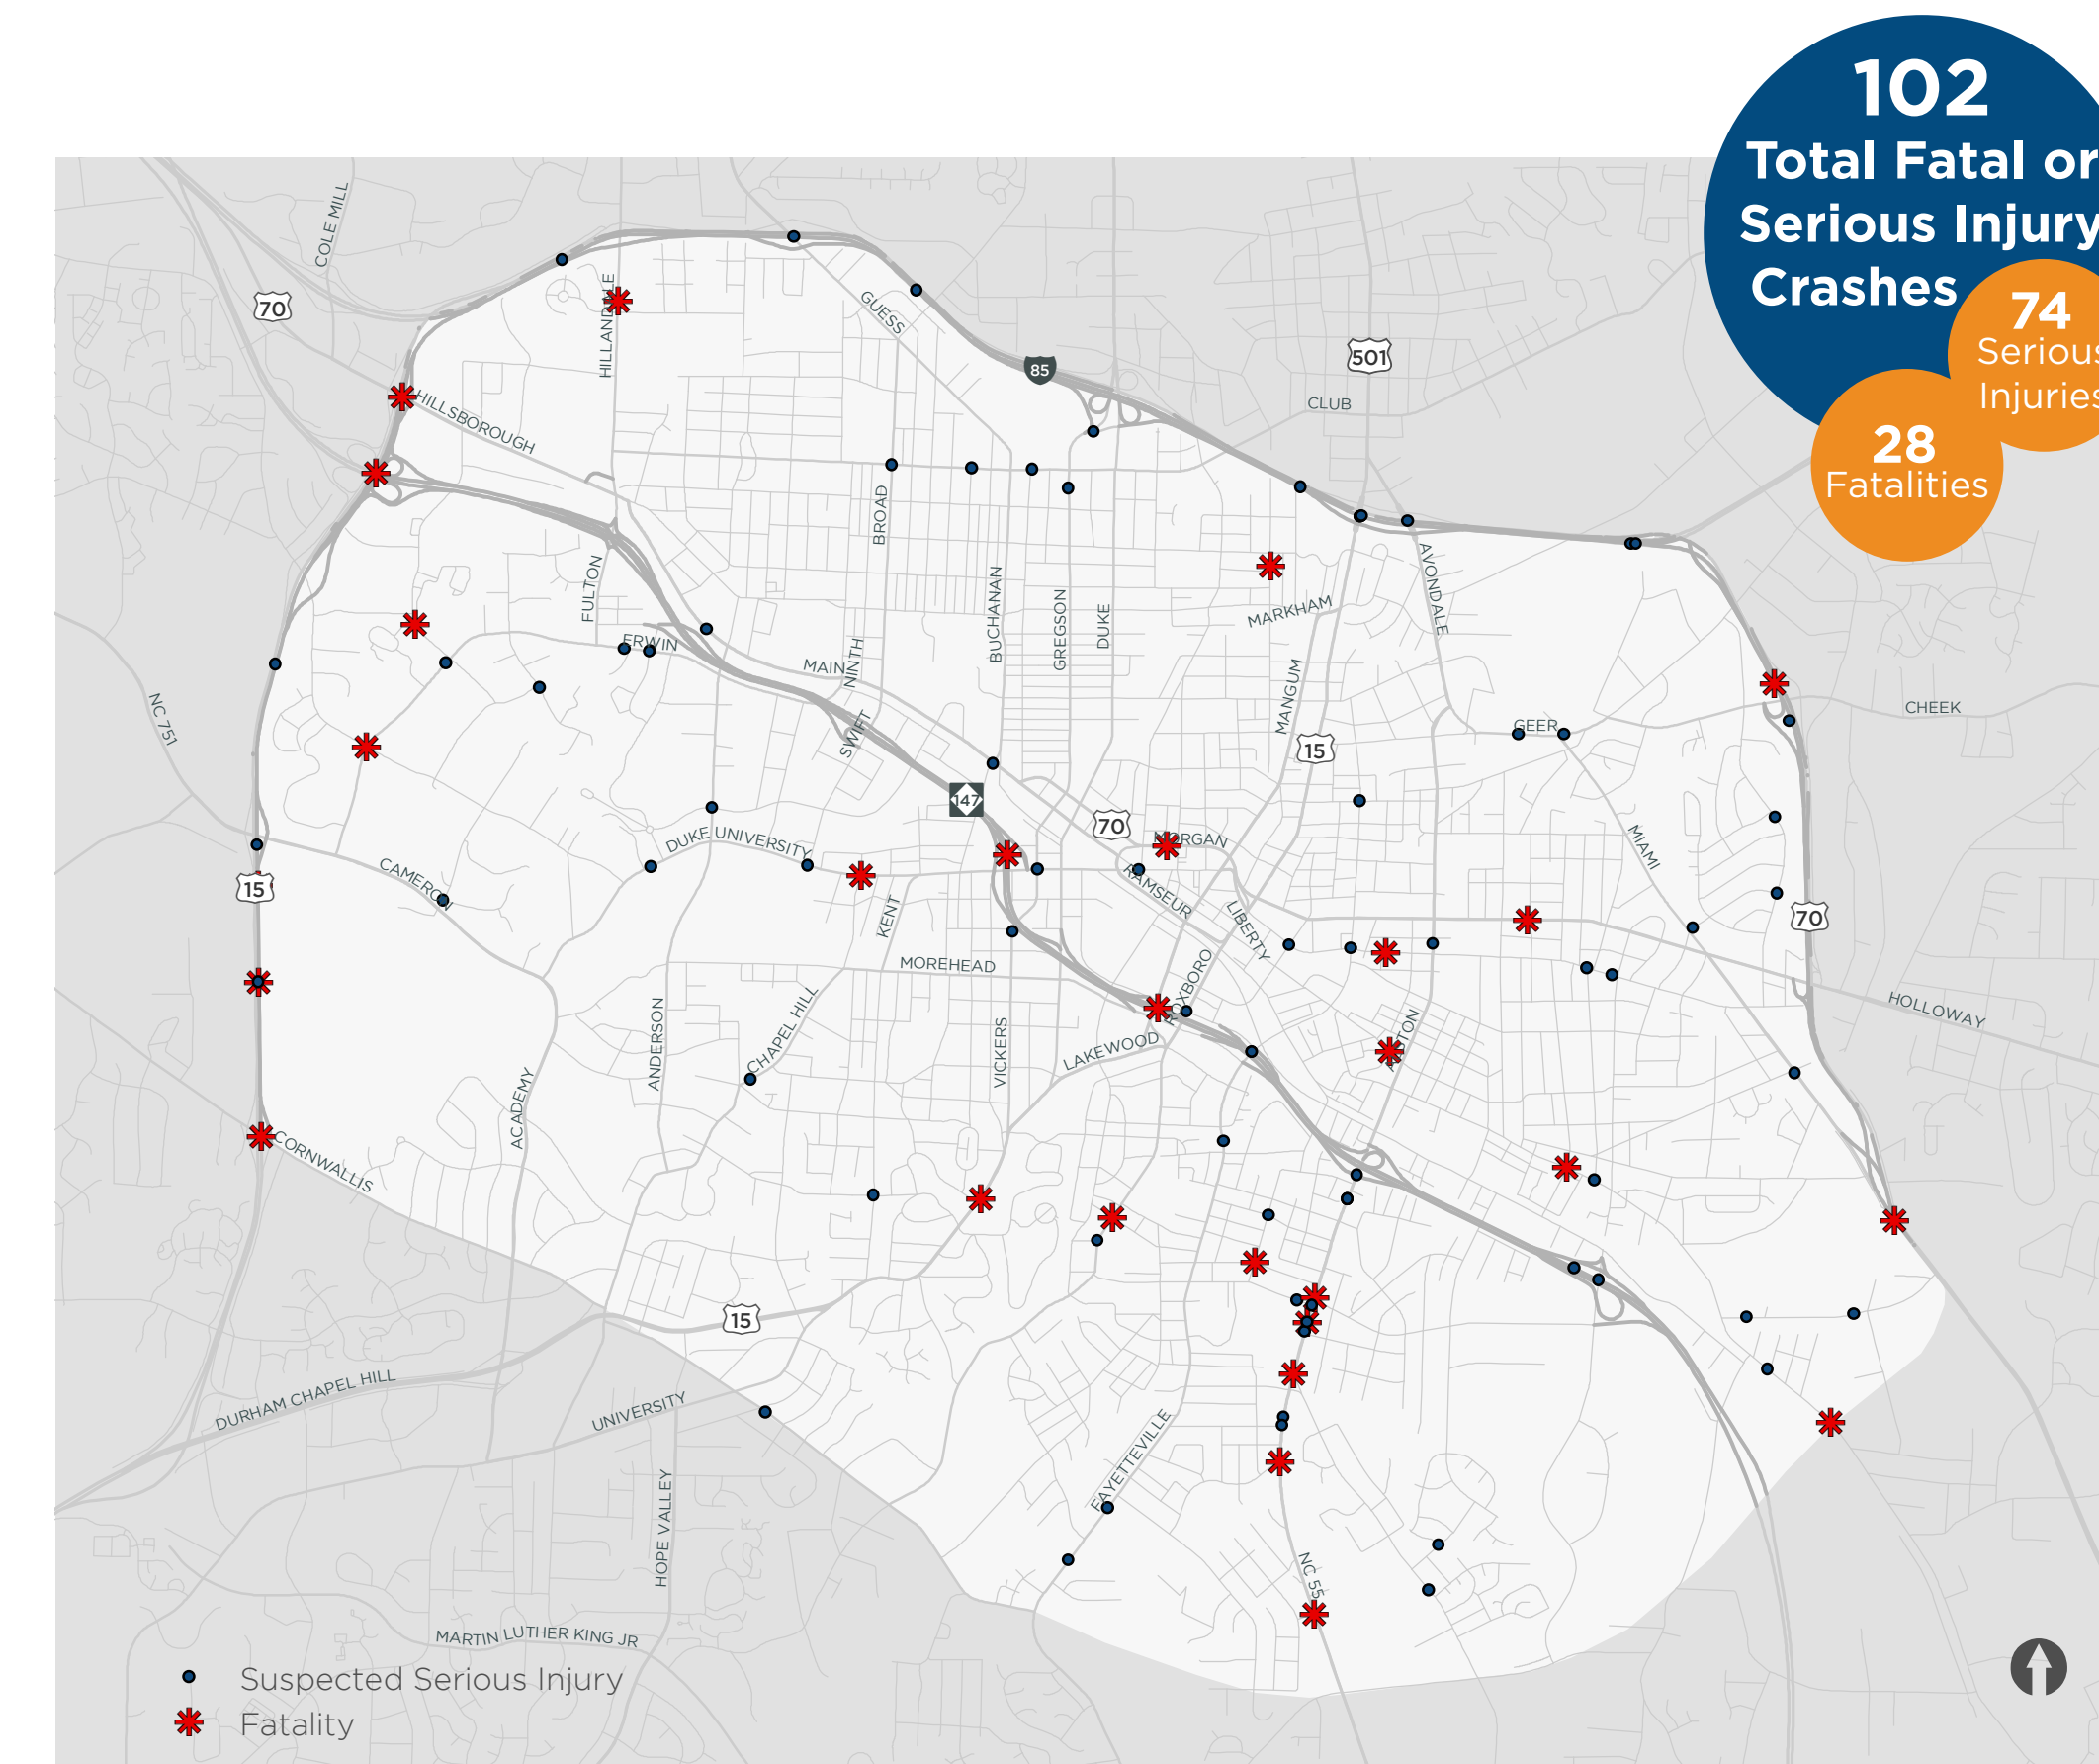 102
Total Fatal or
Serious Injury
Crashes
74
Serious
Injuries
28
Fatalities
COLE MILL
70
HILLANDALE
GUESS
85
501
CLUB
HILLSBOROUGH
BROAD
FULTON
ERWIN
MAIN
NINTH
SWIFT
BUCHANAN
GREGSON
DUKE
MARKHAM
AVONDALE
MANGUM
15
GEER
CHEEK
NC 751
147
70
MORGAN
RAMSEUR
LIBERTY
MIAMI
DUKE UNIVERSITY
CAMERON
15
KENT
MOREHEAD
ROXBORO
70
HOLLOWAY
ANDERSON
CHAPEL HILL
VICKERS
LAKEWOOD
ALSTON
ACADEMY
CORNWALLIS
15
DURHAM CHAPEL HILL
UNIVERSITY
HOPE VALLEY
FAYETTEVILLE
NC 55
MARTIN LUTHER KING JR
Suspected Serious Injury
Fatality